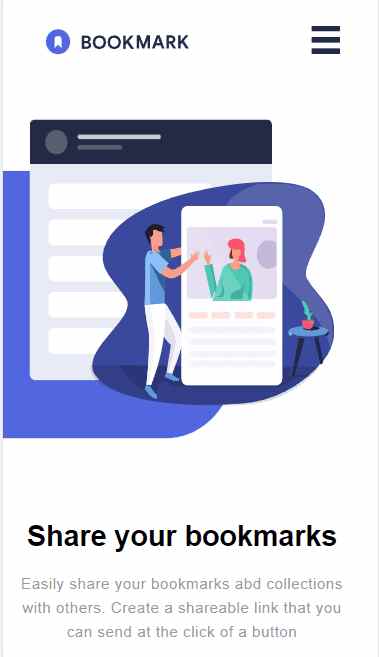 BOOKMARK
Share your bookmarks
Easily share your bookmarks abd collections
with others. Create a shareable link that you
can send at the click of a button